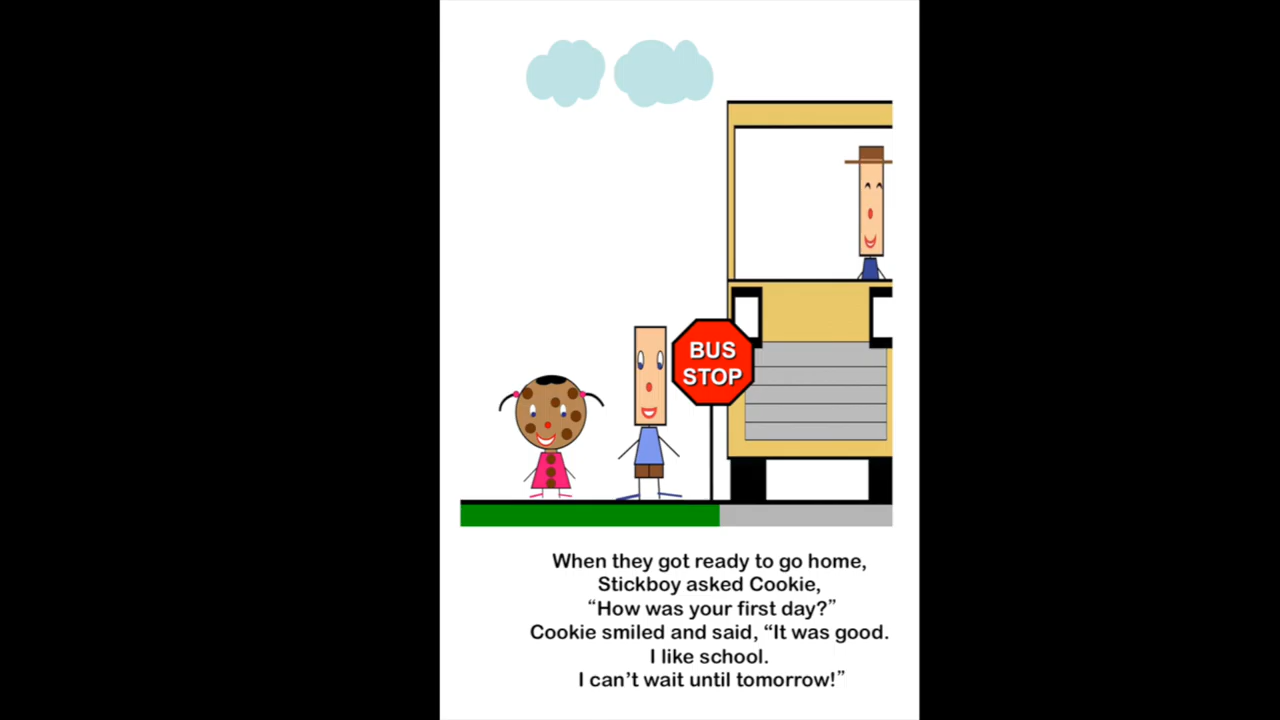 BUS
STOP
When they got ready to go home,
Stickboy asked Cookie,
“How was your first day?”
Cookie smiled and said, “It was good.
I like school.
I can’t wait until tomorrow!”